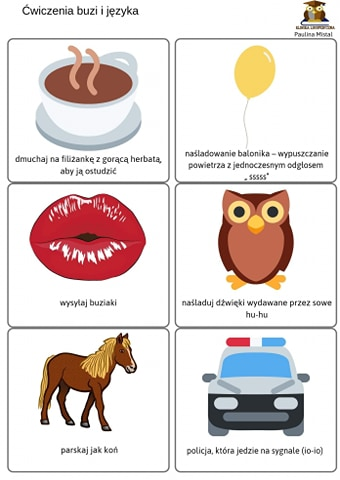 Ćwiczenia buzi i języka
Paulina Mistal
dmuchaj na filiżankę z gorącą herbatą,
aby ją ostudzić
naśladowanie balonika – wypuszczanie
powietrza z jednoczesnym odgłosem
„ sssss"
wysyłaj buziaki
naśladuj dźwięki wydawane przez sowe
hu-hu
parskaj jak koń
policja, która jedzie na sygnale (io-io)